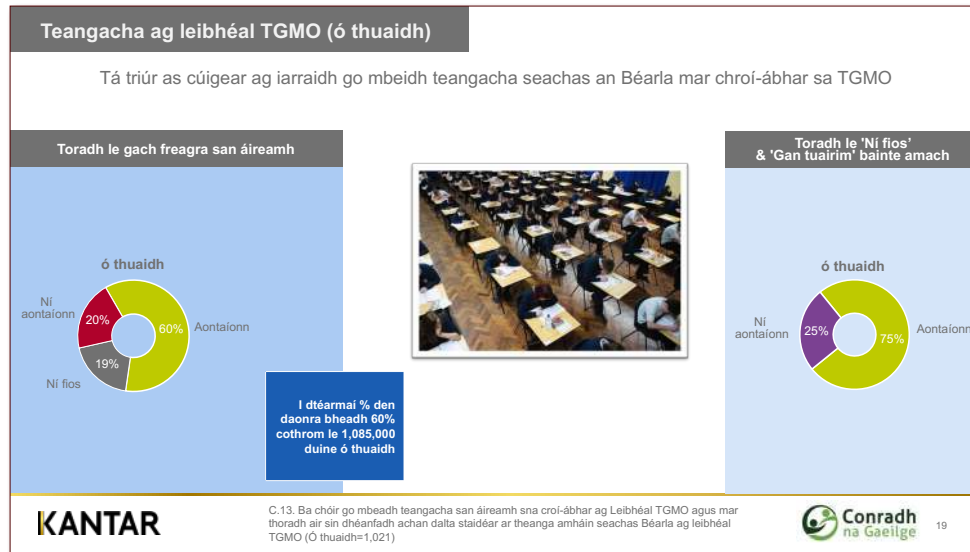 Teangacha ag leibhéal TGMO (ó thuaidh)
Tá triúr as cúigear ag iarraidh go mbeidh teangacha seachas an Béarla mar chroí-ábhar sa TGMO
Toradh le gach freagra san áireamh
ó thuaidh
Ní
aontaíonn
20%
60%
Aontaíonn
19%
Ní fios
I dtéarmaí % den
daonra bheadh 60%
cothrom le 1,085,000
duine ó thuaidh
Toradh le 'Ní fios’
& 'Gan tuairim' bainte amach
ó thuaidh
Ní
aontaíonn
25%
75%
Aontaíonn
KANTAR
C.13. Ba chóir go mbeadh teangacha san áireamh sna croí-ábhar ag Leibhéal TGMO agus mar
thoradh air sin dhéanfadh achan dalta staidéar ar theanga amháin seachas Béarla ag leibhéal
TGMO (Ó thuaidh=1,021)
Conradh
na Gaeilge
19